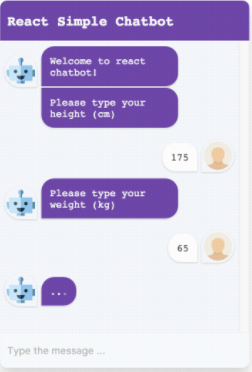 React Simple Chatbot
Welcome to react
chatbot!
Please type your
height (cm)
175
Please type your
weight (kg)
65
...
Type the message ...